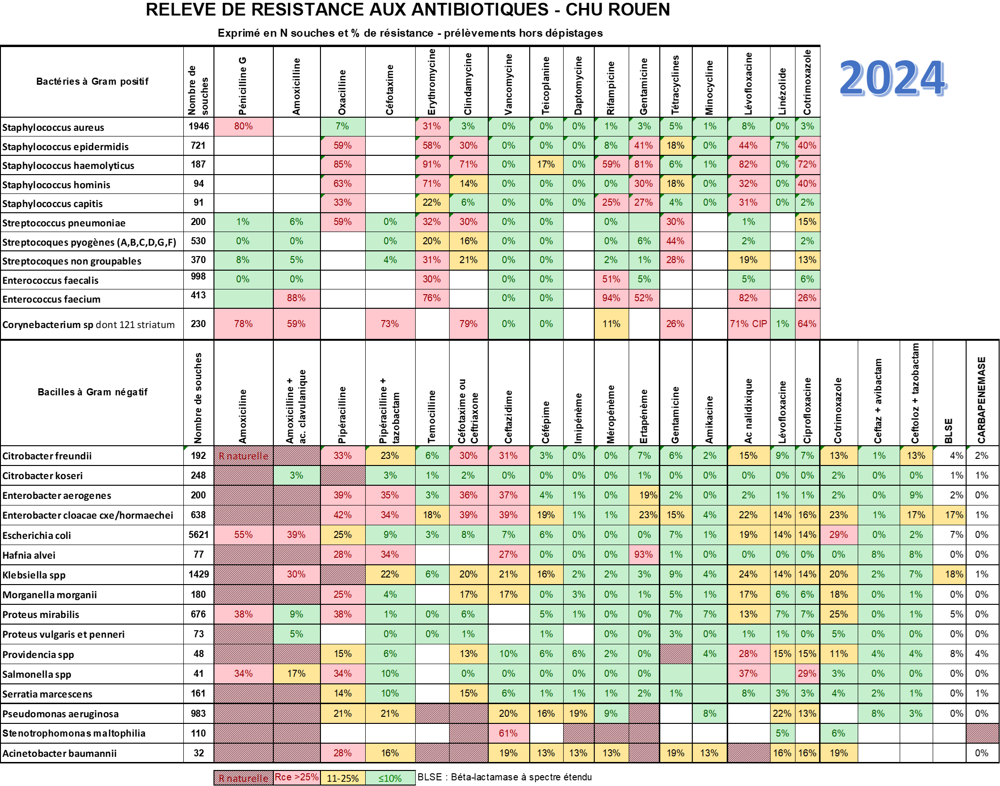 RELEVE DE RESISTANCE AUX ANTIBIOTIQUES - CHU ROUEN
Exprimé en N souches et % de résistance - prélèvements hors dépistages
2024
Bactéries à Gram positif Nombre de souches Pénicilline G Amoxicilline Oxacilline Céfotaxime Erythromycine Clindamycine Vancomycine Teicoplanine Daptomycine Rifampicine Gentamicine Tétracyclines Minocycline Lévofloxacine Linézolide Cotrimoxazole
Staphylococcus aureus 1946 80% 7% 31% 3% 0% 0% 0% 1% 3% 5% 1% 8% 0% 3%
Staphylococcus epidermidis 721 59% 58% 30% 0% 0% 0% 8% 41% 18% 0% 44% 7% 40%
Staphylococcus haemolyticus 187 85% 91% 71% 0% 17% 0% 59% 81% 6% 1% 82% 0% 72%
Staphylococcus hominis 94 63% 71% 14% 0% 0% 0% 0% 30% 18% 0% 32% 0% 40%
Staphylococcus capitis 91 33% 22% 6% 0% 0% 0% 25% 27% 4% 0% 31% 0% 2%
Streptococcus pneumoniae 200 1% 6% 59% 0% 32% 30% 0% 0% 0% 30% 1% 15%
Streptocoques pyogènes (A,B,C,D,G,F) 530 0% 0% 0% 20% 16% 0% 0% 0% 6% 44% 2% 2%
Streptocoques non groupables 370 8% 5% 4% 31% 21% 0% 0% 2% 1% 28% 19% 13%
Enterococcus faecalis 998 0% 0% 30% 0% 0% 51% 5% 5% 6%
Enterococcus faecium 413 88% 76% 0% 0% 94% 52% 82% 26%
Corynebacterium sp dont 121 striatum 230 78% 59% 73% 79% 0% 0% 11% 26% 71% CIP 1% 64%
Bacilles à Gram négatif Nombre de souches Amoxiciline Amoxicilline + ac. clavulanique Pipéracilline Pipéracilline + tazobactam Temocilline Céfotaxime ou Ceftriaxone Ceftazidime Céfépime Imipénème Méropénème Ertapénème Gentamicine Amikacine Ac nalidixique Lévofloxacine Ciprofloxacine Cotrimoxazole Ceftaz + avibactam Ceftoloz + tazobactam BLSE CARBAPENEMASE
Citrobacter freundii 192 R naturelle 33% 23% 6% 30% 31% 3% 0% 0% 7% 6% 2% 15% 9% 7% 13% 1% 13% 4% 2%
Citrobacter koseri 248 3% 3% 1% 2% 0% 0% 0% 0% 1% 0% 0% 0% 0% 0% 2% 0% 0% 1% 1%
Enterobacter aerogenes 200 39% 35% 3% 36% 37% 4% 1% 0% 19% 2% 0% 2% 1% 1% 2% 0% 9% 2% 0%
Enterobacter cloacae cxe/hormaechei 638 42% 34% 18% 39% 39% 19% 1% 1% 23% 15% 4% 22% 14% 16% 23% 1% 17% 17% 1%
Escherichia coli 5621 55% 39% 25% 9% 3% 8% 7% 6% 0% 0% 0% 7% 1% 19% 14% 14% 29% 0% 2% 7% 0%
Hafnia alvei 77 28% 34% 27% 0% 0% 0% 93% 1% 0% 0% 0% 0% 0% 8% 8% 0% 0%
Klebsiella spp 1429 30% 22% 6% 20% 21% 16% 2% 2% 3% 9% 4% 24% 14% 14% 20% 2% 7% 18% 1%
Morganella morganii 180 25% 4% 17% 17% 0% 3% 0% 1% 5% 1% 17% 6% 6% 18% 0% 1% 0% 0%
Proteus mirabilis 676 38% 9% 38% 1% 0% 6% 5% 1% 0% 0% 7% 7% 13% 7% 7% 25% 0% 1% 5% 0%
Proteus vulgaris et penneri 73 5% 0% 0% 1% 1% 0% 0% 3% 0% 1% 1% 0% 5% 0% 0% 0% 0%
Providencia spp 48 15% 6% 13% 10% 6% 6% 2% 0% 4% 28% 15% 15% 11% 4% 4% 8% 4%
Salmonella spp 41 34% 17% 34% 10% 0% 0% 0% 0% 0% 0% 37% 29% 3% 0% 0% 0% 0%
Serratia marcescens 161 14% 10% 15% 6% 1% 1% 1% 2% 1% 8% 3% 3% 4% 2% 1% 0% 1%
Pseudomonas aeruginosa 983 21% 21% 20% 16% 19% 9% 8% 22% 13% 8% 3% 0% 0%
Stenotrophomonas maltophilia 110 61% 5% 6%
Acinetobacter baumannii 32 28% 16% 19% 13% 13% 13% 19% 13% 16% 16% 19% 0%
R naturelle Rce >25% 11-25% ≤10% BLSE : Béta-lactamase à spectre étendu